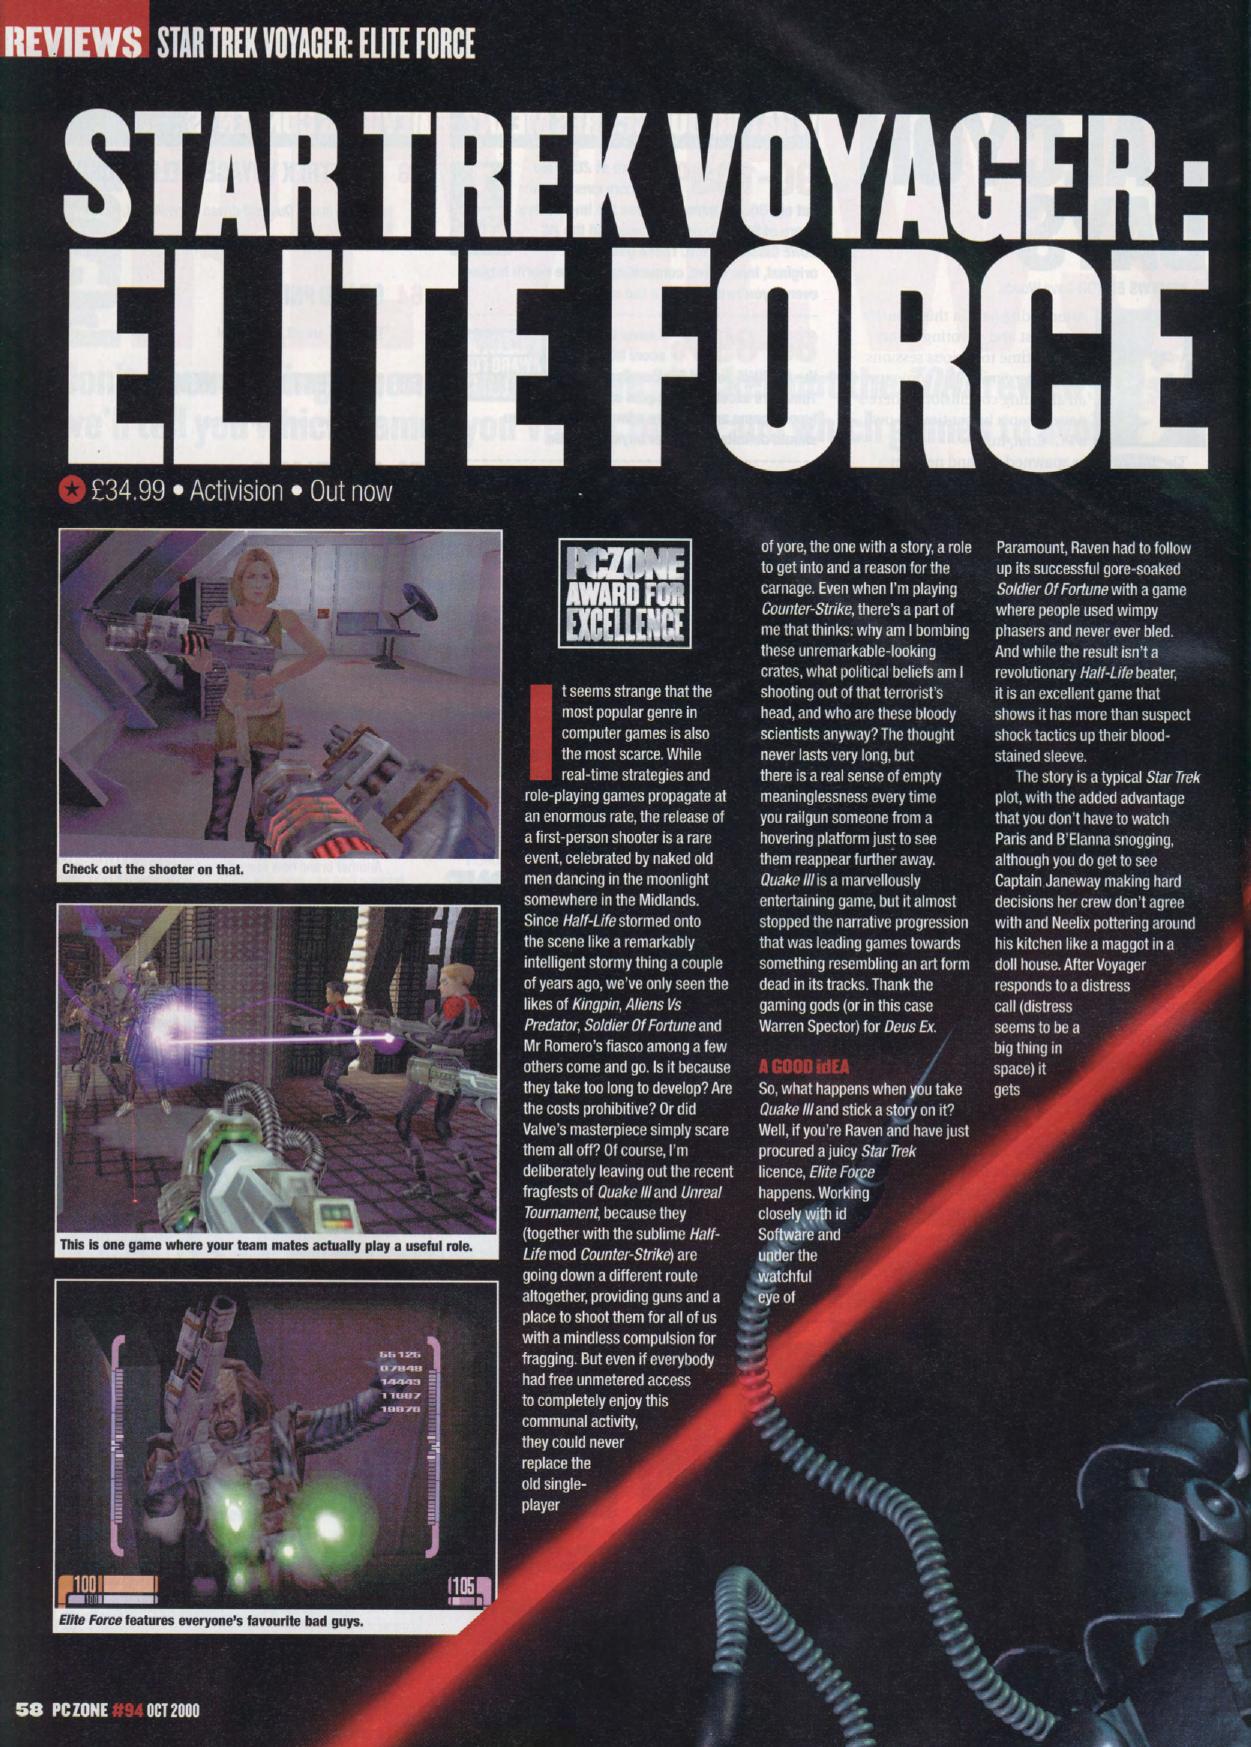 REVIEWS STAR TREK VOYAGER: ELITE FORCE
STAR TREK VOYAGER:
ELITE FORCE
£34.99 • Activision • Out now
Check out the shooter on that.
This is one game where your team mates actually play a useful role.
55125
07848
14443
11887
19876
100
100
105
Elite Force features everyone's favourite bad guys.
PCZONE
AWARD FOR
EXCELLENCE
It seems strange that the
most popular genre in
computer games is also
the most scarce. While
real-time strategies and
role-playing games propagate at
an enormous rate, the release of
a first-person shooter is a rare
event, celebrated by naked old
men dancing in the moonlight
somewhere in the Midlands.
Since Half-Life stormed onto
the scene like a remarkably
intelligent stormy thing a couple
of years ago, we've only seen the
likes of Kingpin, Aliens Vs
Predator, Soldier Of Fortune and
Mr Romero's fiasco among a few
others come and go. Is it because
they take too long to develop? Are
the costs prohibitive? Or did
Valve's masterpiece simply scare
them all off? Of course, I'm
deliberately leaving out the recent
fragfests of Quake III and Unreal
Tournament, because they
(together with the sublime Half-
Life mod Counter-Strike) are
going down a different route
altogether, providing guns and a
place to shoot them for all of us
with a mindless compulsion for
fragging. But even if everybody
had free unmetered access
to completely enjoy this
communal activity,
they could never
replace the
old single-
player
of yore, the one with a story, a role
to get into and a reason for the
carnage. Even when I'm playing
Counter-Strike, there's a part of
me that thinks: why am I bombing
these unremarkable-looking
crates, what political beliefs am I
shooting out of that terrorist's
head, and who are these bloody
scientists anyway? The thought
never lasts very long, but
there is a real sense of empty
meaninglessness every time
you railgun someone from a
hovering platform just to see
them reappear further away.
Quake III is a marvellously
entertaining game, but it almost
stopped the narrative progression
that was leading games towards
something resembling an art form
dead in its tracks. Thank the
gaming gods (or in this case
Warren Spector) for Deus Ex.
A GOOD idEA
So, what happens when you take
Quake III and stick a story on it?
Well, if you're Raven and have just
procured a juicy Star Trek
licence, Elite Force
happens. Working
closely with id
Software and
under the
watchful
eye of
Paramount, Raven had to follow
up its successful gore-soaked
Soldier Of Fortune with a game
where people used wimpy
phasers and never ever bled.
And while the result isn't a
revolutionary Half-Life beater,
it is an excellent game that
shows it has more than suspect
shock tactics up their blood-
stained sleeve.
The story is a typical Star Trek
plot, with the added advantage
that you don't have to watch
Paris and B'Elanna snogging,
although you do get to see
Captain Janeway making hard
decisions her crew don't agree
with and Neelix pottering around
his kitchen like a maggot in a
doll house. After Voyager
responds to a distress
call (distress
seems to be a
big thing in
space) it
gets
58 PC ZONE #94 OCT 2000